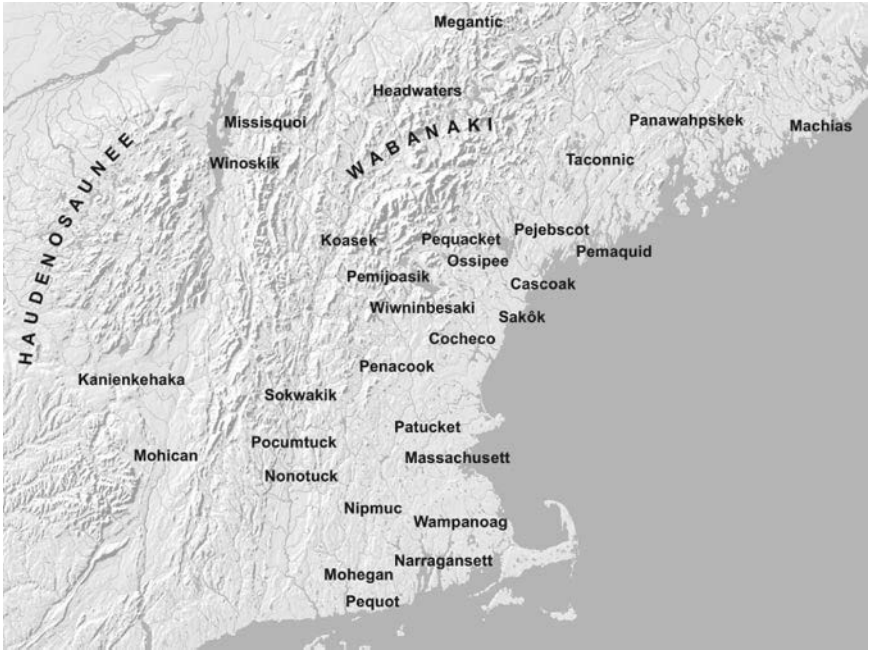 Megantic
Headwaters
Missisquoi
WABANAKI
Panawahpskek
Machias
HAUDENOSAUNEE
Winoskik
Taconnic
Koasek
Pequacket
Pejebscot
Ossipee
Pemaquid
Pemijoasik
Cascoak
Wiwninbesaki
Sakôk
Cocheco
Penacook
Kanienkehaka
Sokwakik
Patucket
Pocumtuck
Mohican
Massachusett
Nonotuck
Nipmuc
Wampanoag
Narragansett
Mohegan
Pequot